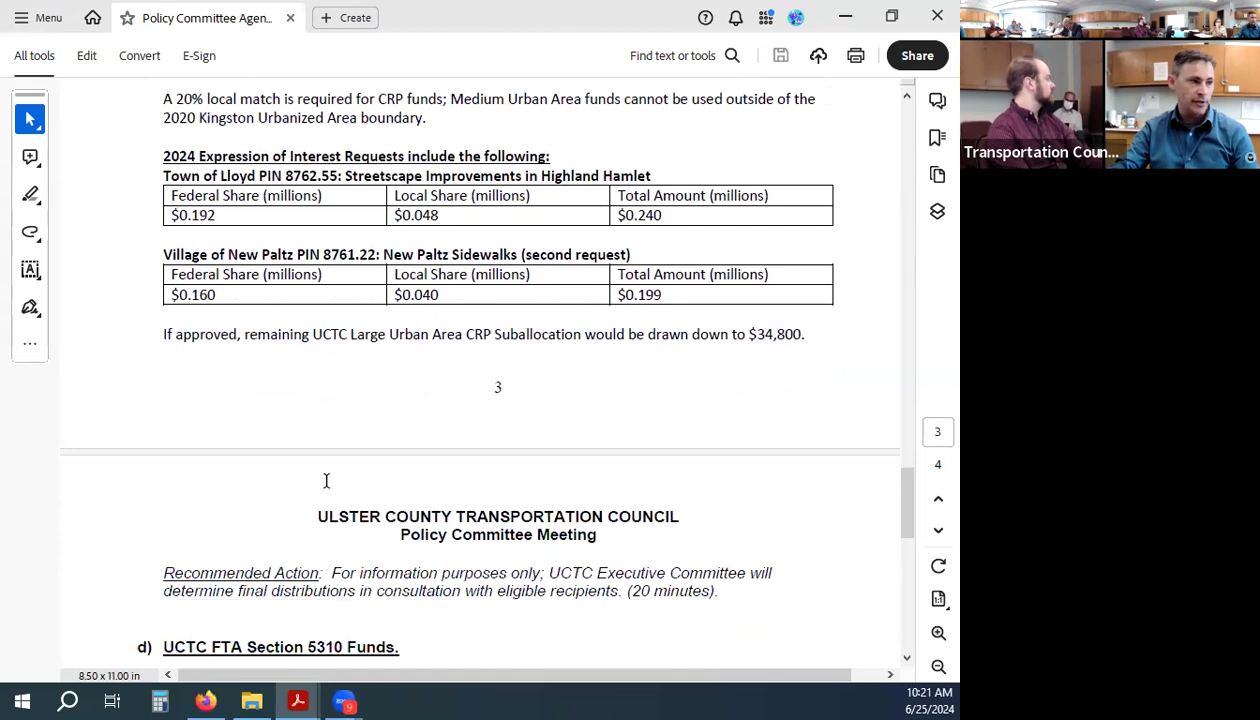 Menu
Policy Committee Agen...
Create
All tools
Edit
Convert
E-Sign
Find text or tools
Share
A 20% local match is required for CRP funds; Medium Urban Area funds cannot be used outside of the
2020 Kingston Urbanized Area boundary.
2024 Expression of Interest Requests include the following:
Town of Lloyd PIN 8762.55: Streetscape Improvements in Highland Hamlet
Federal Share (millions) Local Share (millions) Total Amount (millions)
$0.192 $0.048 $0.240
Village of New Paltz PIN 8761.22: New Paltz Sidewalks (second request)
Federal Share (millions) Local Share (millions) Total Amount (millions)
$0.160 $0.040 $0.199
If approved, remaining UCTC Large Urban Area CRP Suballocation would be drawn down to $34,800.
3
ULSTER COUNTY TRANSPORTATION COUNCIL
Policy Committee Meeting
Recommended Action: For information purposes only; UCTC Executive Committee will
determine final distributions in consultation with eligible recipients. (20 minutes).
d) UCTC FTA Section 5310 Funds.
8.50 x 11.00 in
3
4
1:1
Transportation Coun...
9
10:21 AM
6/25/2024